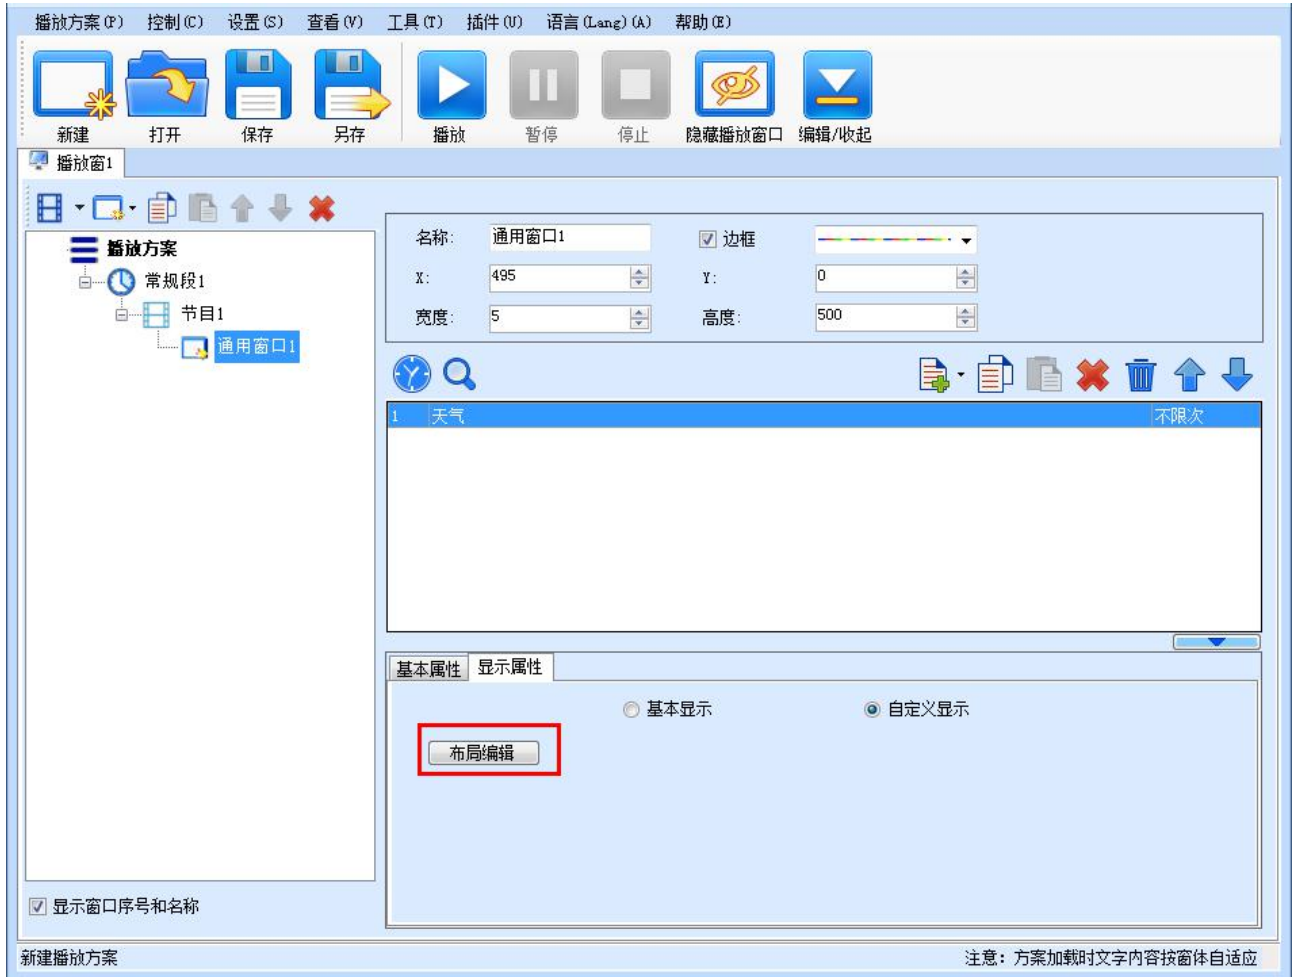 播放方案(P) 控制(C) 设置(S) 查看(V) 工具(T) 插件(U) 语言(Lang)(A) 帮助(E)
新建 打开 保存 另存 播放 暂停 停止 隐藏播放窗口 编辑/收起
播放窗1
名称: 通用窗口1 边框
播放方案
X: 495 Y: 0
常规段1
宽度: 5 高度: 500
节目1
通用窗口1
1 天气 不限次
基本属性 显示属性
基本显示 自定义显示
布局编辑
显示窗口序号和名称
新建播放方案 注意: 方案加载时文字内容按窗体自适应